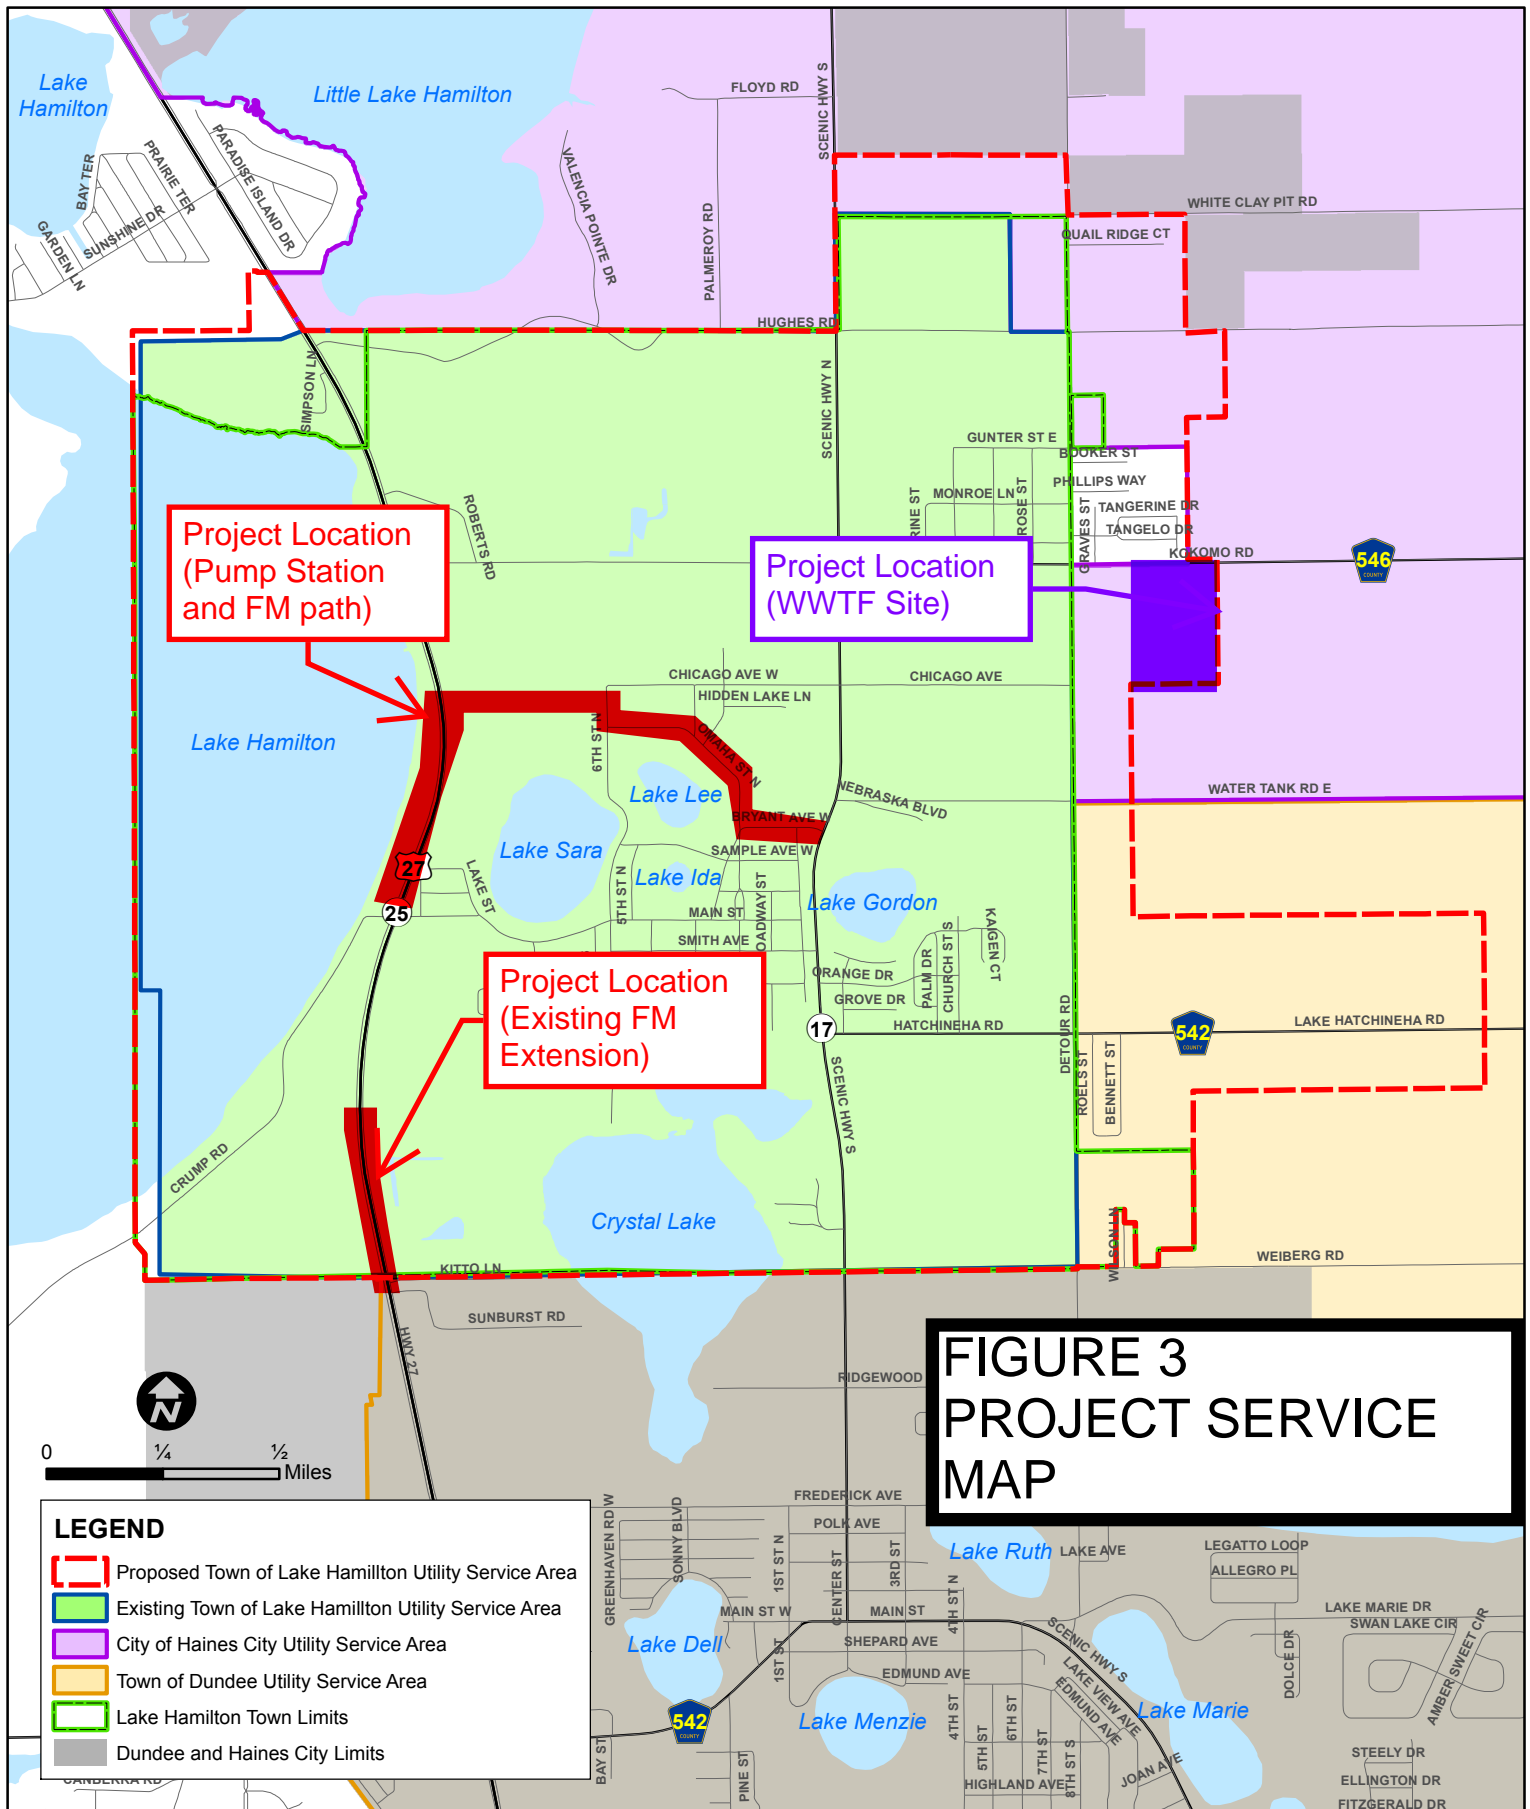 Lake
Hamilton
Little Lake Hamilton
FLOYD RD
SCENIC HWY S
BAY TER
PRAIRIE TER
PARADISE ISLAND DR
GARDEN LN
SUNSHINE DR
VALENCIA POINTE DR
PALMEROY RD
WHITE CLAY PIT RD
QUAIL RIDGE CT
HUGHES RD
SIMPSON LN
SCENIC HWY N
GUNTER ST E
BOOKER ST
PHILLIPS WAY
MONROE LN
ROSE ST
RINE ST
TANGERINE DR
TANGELO DR
GRAVES ST
KOKOMO RD
546
COUNTY
ROBERTS RD
Project Location
(Pump Station
and FM path)
Project Location
(WWTF Site)
CHICAGO AVE W
CHICAGO AVE
HIDDEN LAKE LN
6TH ST N
OMAHA ST N
Lake Hamilton
Lake Lee
NEBRASKA BLVD
WATER TANK RD E
BRYANT AVE W
SAMPLE AVE W
Lake Sara
Lake Ida
27
25
LAKE ST
5TH ST N
OADWAY ST
MAIN ST
SMITH AVE
Lake Gordon
KAIGEN CT
PALM DR
CHURCH ST S
ORANGE DR
GROVE DR
Project Location
(Existing FM
Extension)
17
HATCHINEHA RD
DETOUR RD
542
COUNTY
LAKE HATCHINEHA RD
ROELS ST
BENNETT ST
SCENIC HWY S
CRUMP RD
Crystal Lake
WILSON LN
WEIBERG RD
KITTO LN
SUNBURST RD
HWY 27
RIDGEWOOD
FIGURE 3
PROJECT SERVICE
MAP
N
0 ¼ ½
Miles
LEGEND
Proposed Town of Lake Hamillton Utility Service Area
Existing Town of Lake Hamillton Utility Service Area
City of Haines City Utility Service Area
Town of Dundee Utility Service Area
Lake Hamilton Town Limits
Dundee and Haines City Limits
FREDERICK AVE
POLK AVE
GREENHAVEN RD W
SONNY BLVD
1ST ST N
CENTER ST
3RD ST
4TH ST N
Lake Ruth
LAKE AVE
LEGATTO LOOP
ALLEGRO PL
MAIN ST W
MAIN ST
LAKE MARIE DR
SWAN LAKE CIR
AMBER SWEET CIR
Lake Dell
1ST ST
SHEPARD AVE
EDMUND AVE
SCENIC HWY S
LAKE VIEW AVE
EDMUND AVE
DOLCE DR
542
COUNTY
Lake Menzie
Lake Marie
4TH ST
5TH ST
6TH ST
7TH ST
8TH ST S
BAY ST
PINE ST
HIGHLAND AVE
JOAN AVE
STEELY DR
ELLINGTON DR
FITZGERALD DR
CANBERRA RD